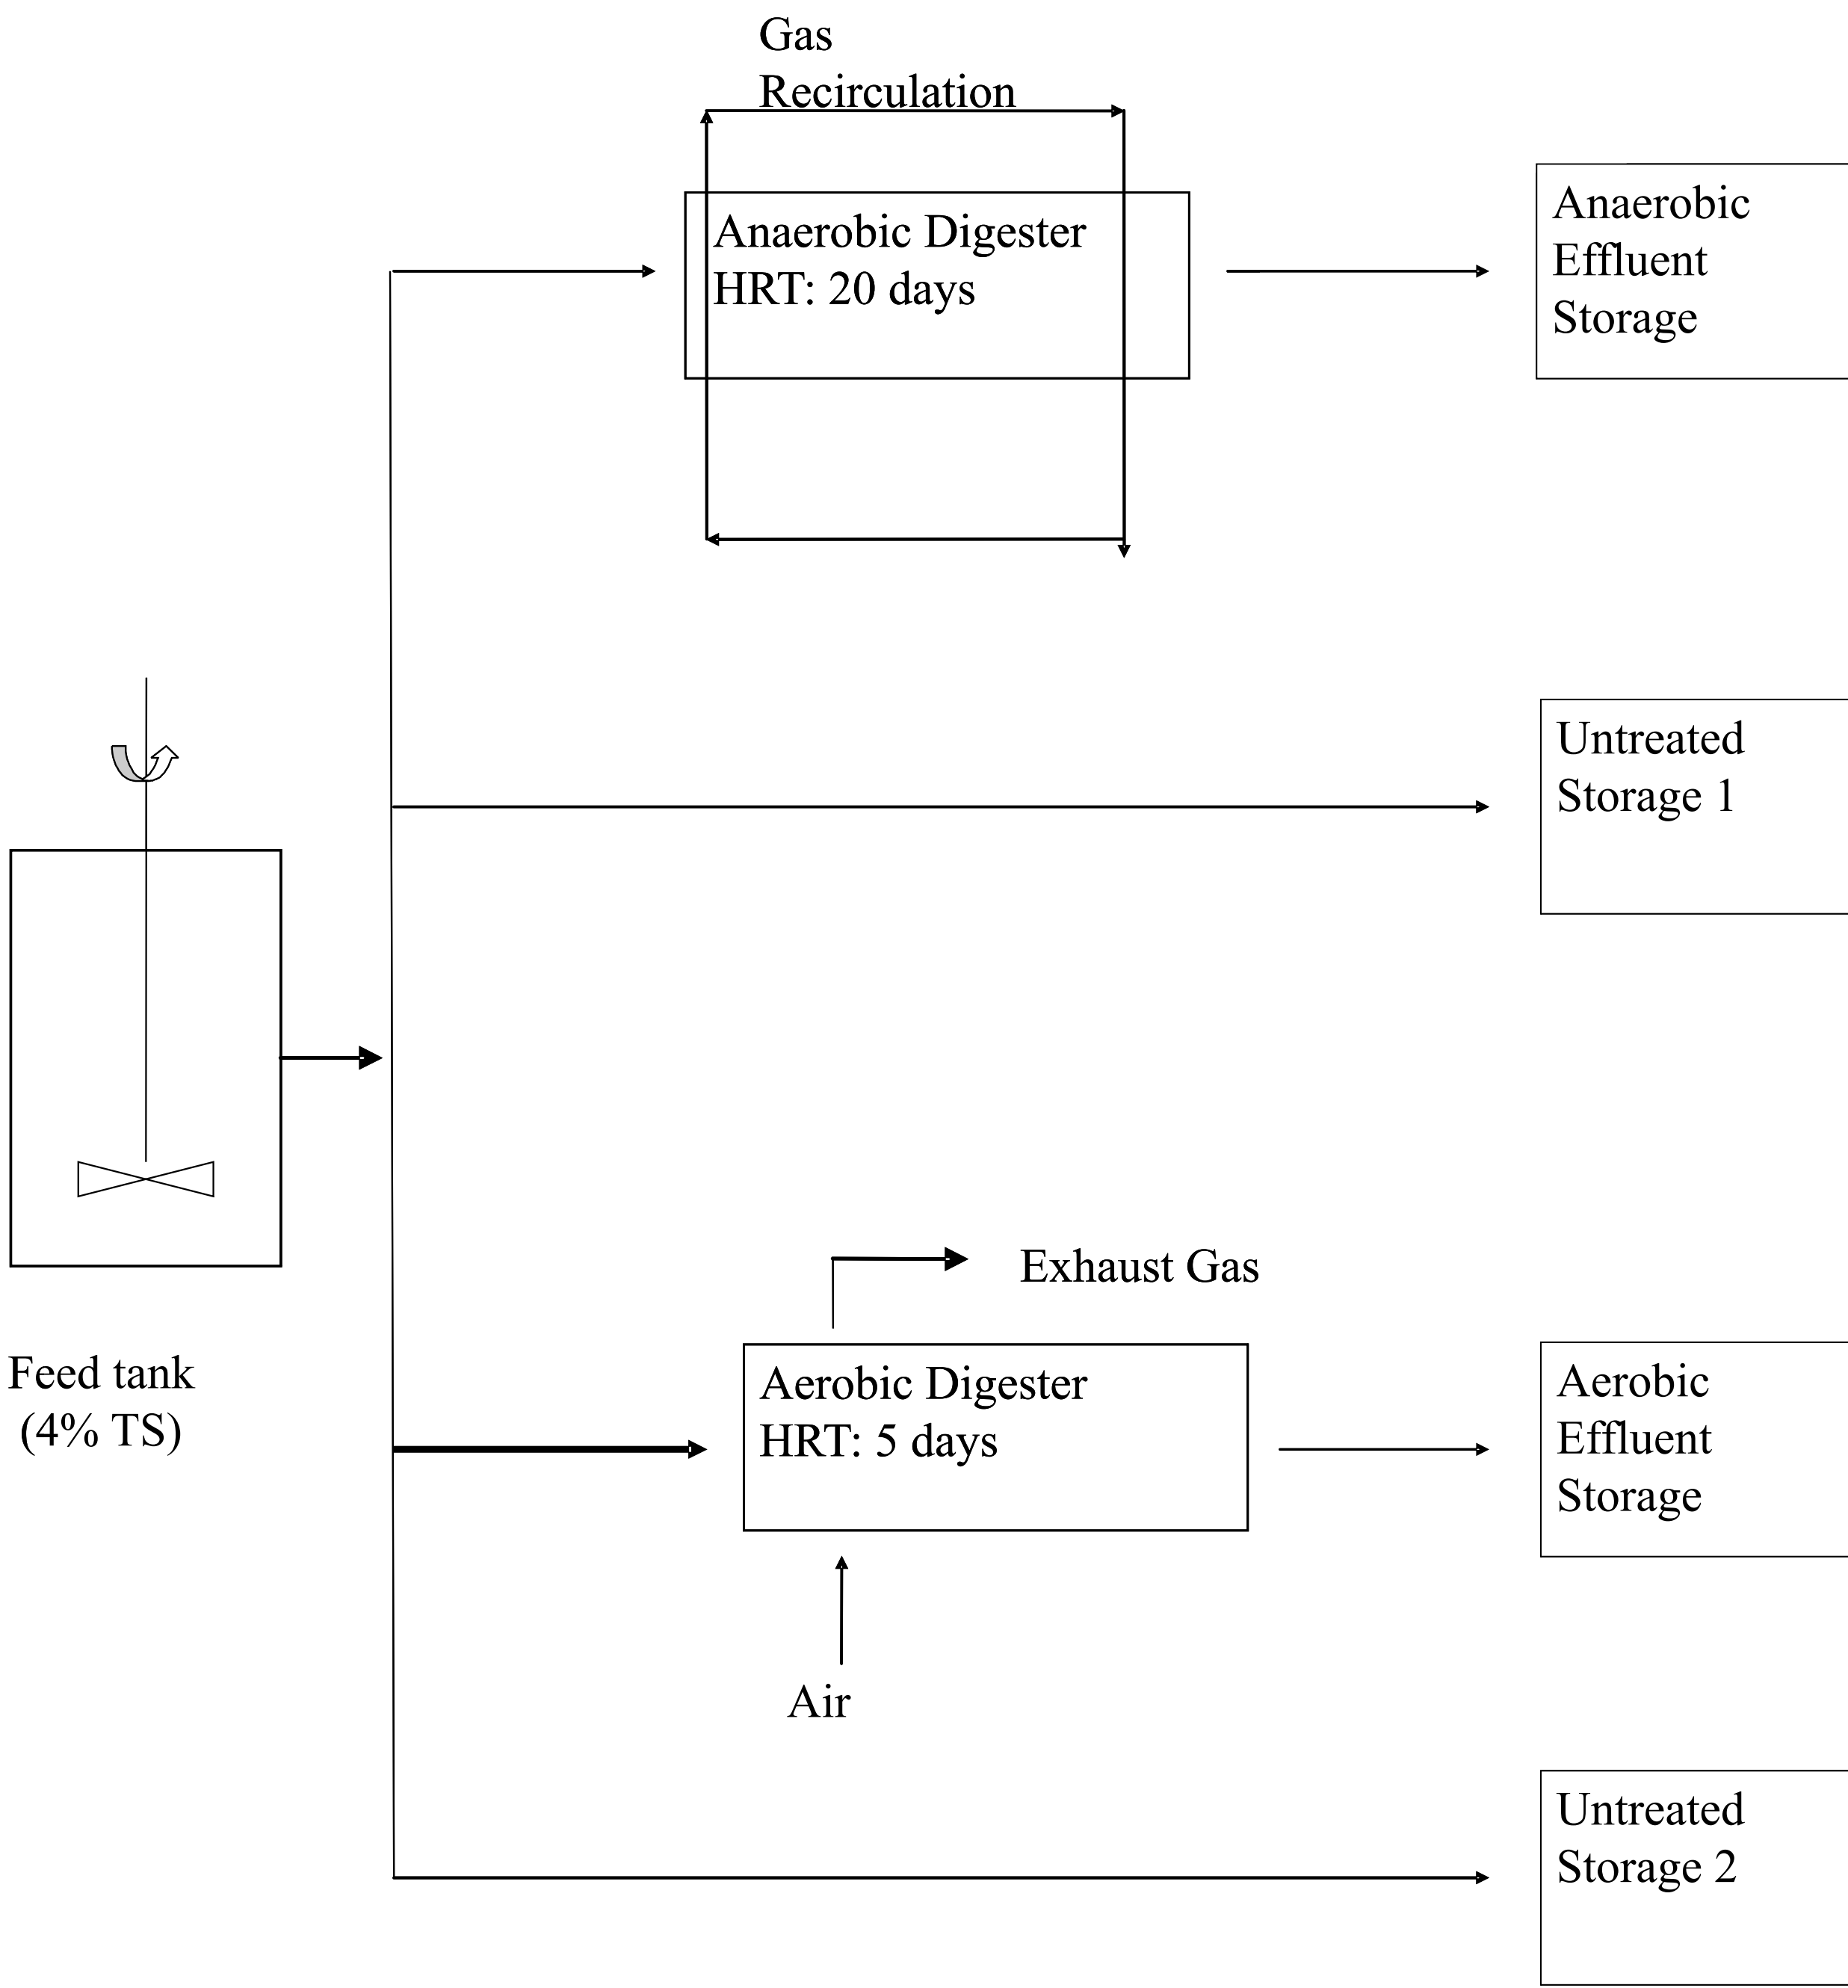 Gas
Recirculation
Anaerobic Digester
HRT: 20 days
Anaerobic
Effluent
Storage
Untreated
Storage 1
Feed tank
(4% TS)
Exhaust Gas
Aerobic Digester
HRT: 5 days
Air
Aerobic
Effluent
Storage
Untreated
Storage 2